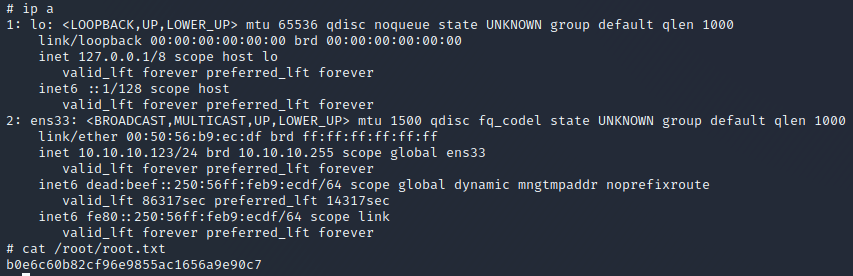 # ip a
1: lo: <LOOPBACK,UP,LOWER_UP> mtu 65536 qdisc noqueue state UNKNOWN group default qlen 1000
    link/loopback 00:00:00:00:00:00 brd 00:00:00:00:00:00
    inet 127.0.0.1/8 scope host lo
       valid_lft forever preferred_lft forever
    inet6 ::1/128 scope host
       valid_lft forever preferred_lft forever
2: ens33: <BROADCAST,MULTICAST,UP,LOWER_UP> mtu 1500 qdisc fq_codel state UNKNOWN group default qlen 1000
    link/ether 00:50:56:b9:ec:df brd ff:ff:ff:ff:ff:ff
    inet 10.10.10.123/24 brd 10.10.10.255 scope global ens33
       valid_lft forever preferred_lft forever
    inet6 dead:beef::250:56ff:feb9:ecdf/64 scope global dynamic mngtmpaddr noprefixroute
       valid_lft 86317sec preferred_lft 14317sec
    inet6 fe80::250:56ff:feb9:ecdf/64 scope link
       valid_lft forever preferred_lft forever
# cat /root/root.txt
b0e6c60b82cf96e9855ac1656a9e90c7